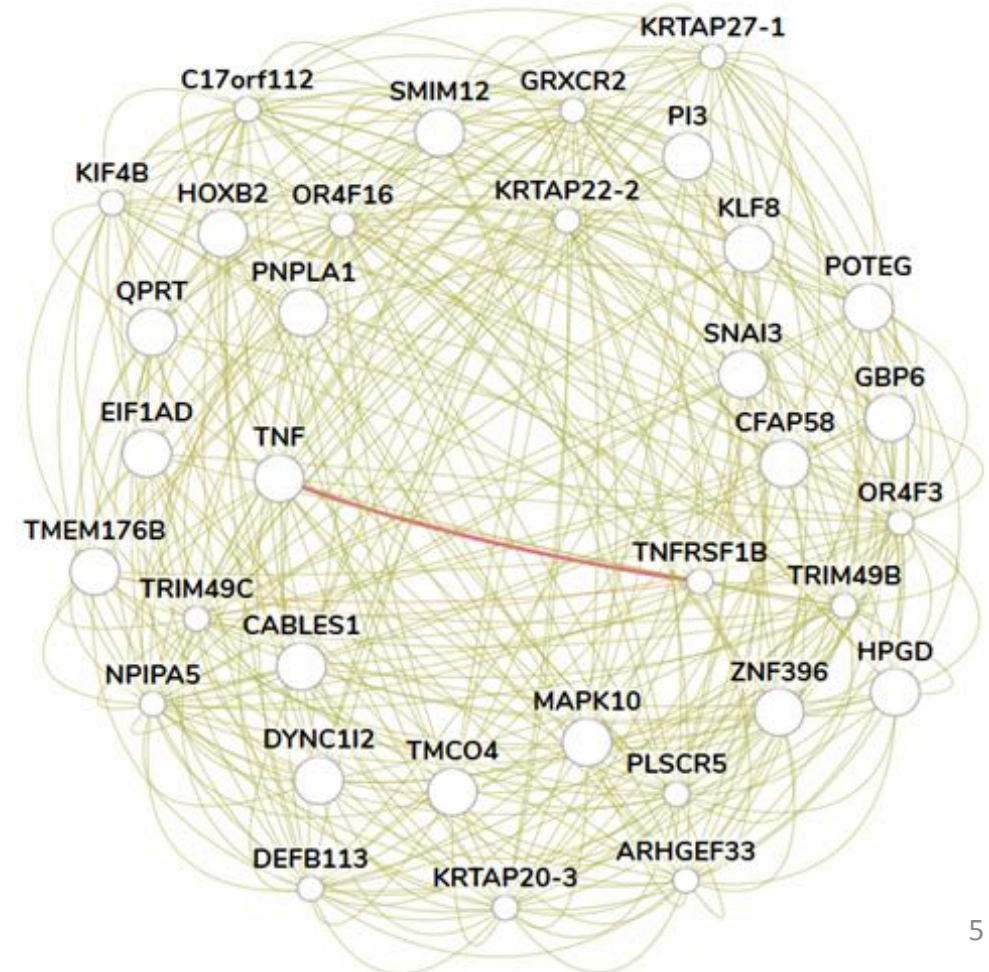 KRTAP27-1
C17orf112
SMIM12
GRXCR2
PI3
KIF4B
HOXB2
OR4F16
KRTAP22-2
KLF8
PNPLA1
POTEG
QPRT
SNAI3
GBP6
EIF1AD
TNF
CFAP58
OR4F3
TMEM176B
TNFRSF1B
TRIM49B
TRIM49C
CABLES1
HPGD
NPIPA5
ZNF396
MAPK10
DYNC1I2
TMCO4
PLSCR5
DEFB113
KRTAP20-3
ARHGEF33
5